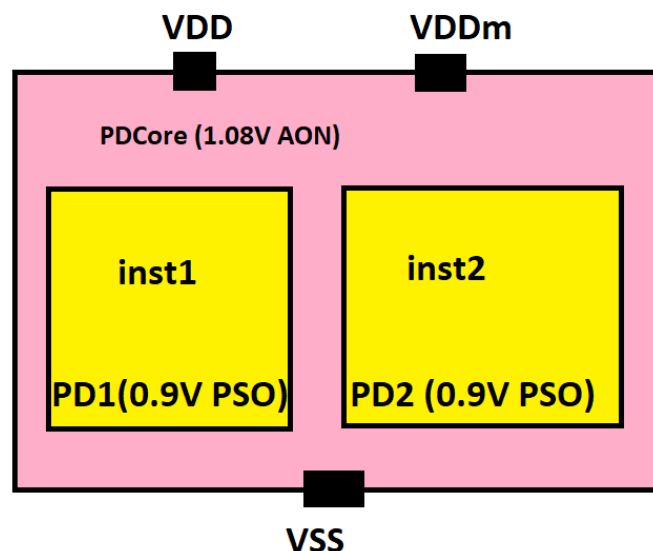 VDD
VDDm
PDCore (1.08V AON)
inst1
inst2
PD1(0.9V PSO)
PD2 (0.9V PSO)
VSS